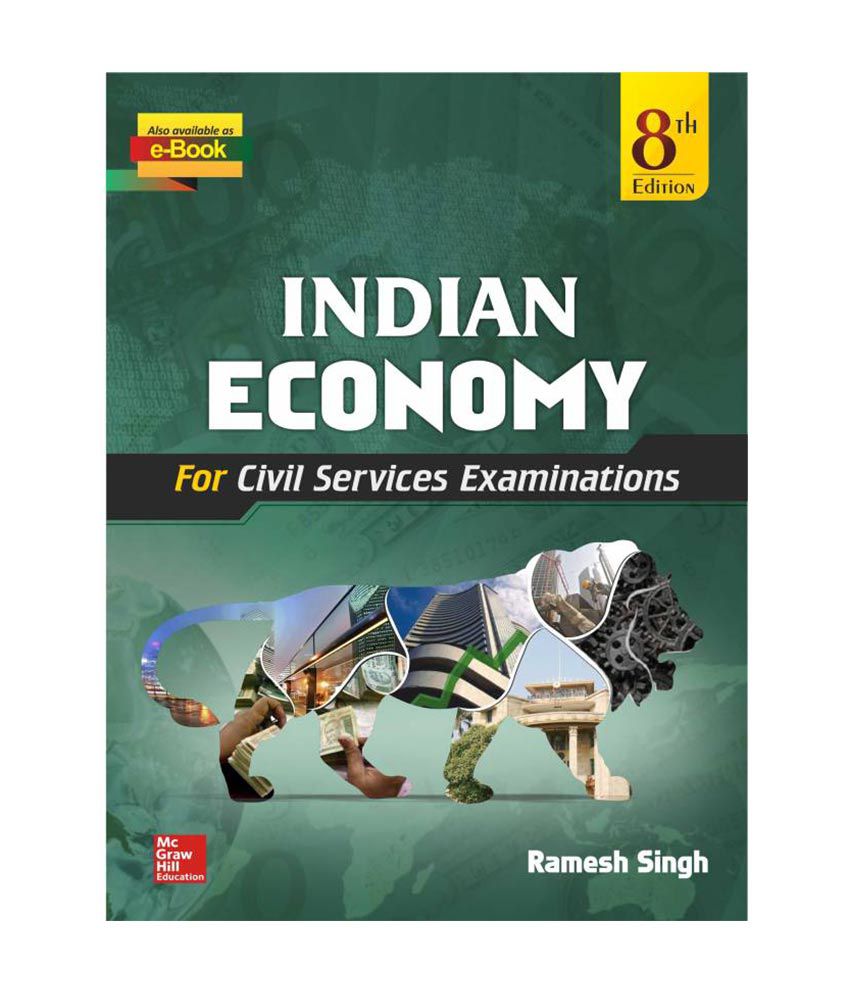 Also available as
e-Book
8TH
Edition
INDIAN
ECONOMY
For Civil Services Examinations
Mc
Graw
Hill
Education
Ramesh Singh